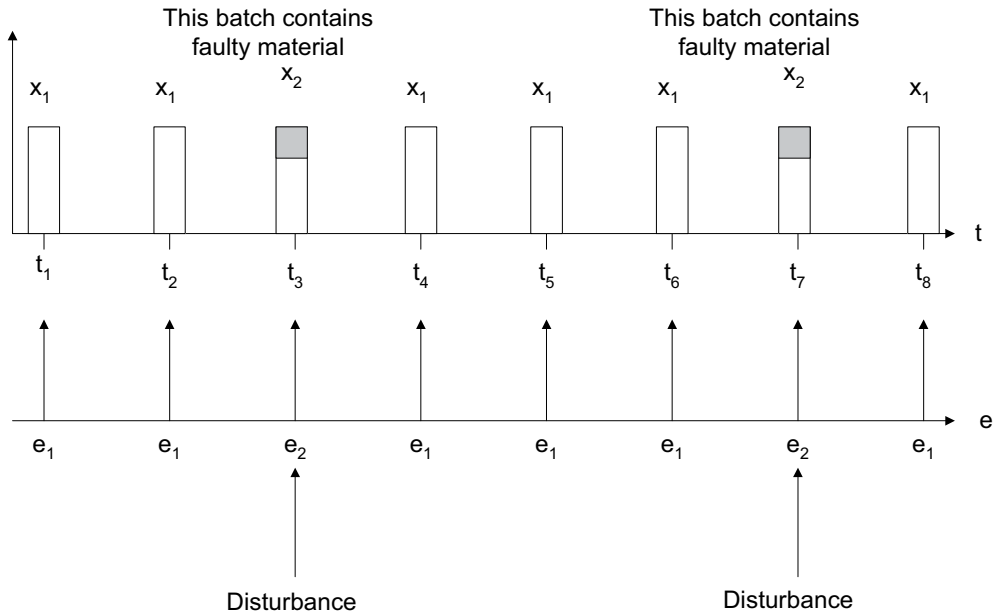 This batch contains
faulty material
This batch contains
faulty material
x₁ x₁ x₂ x₁ x₁ x₁ x₂ x₁
t
t₁ t₂ t₃ t₄ t₅ t₆ t₇ t₈
e
e₁ e₁ e₂ e₁ e₁ e₁ e₂ e₁
Disturbance Disturbance